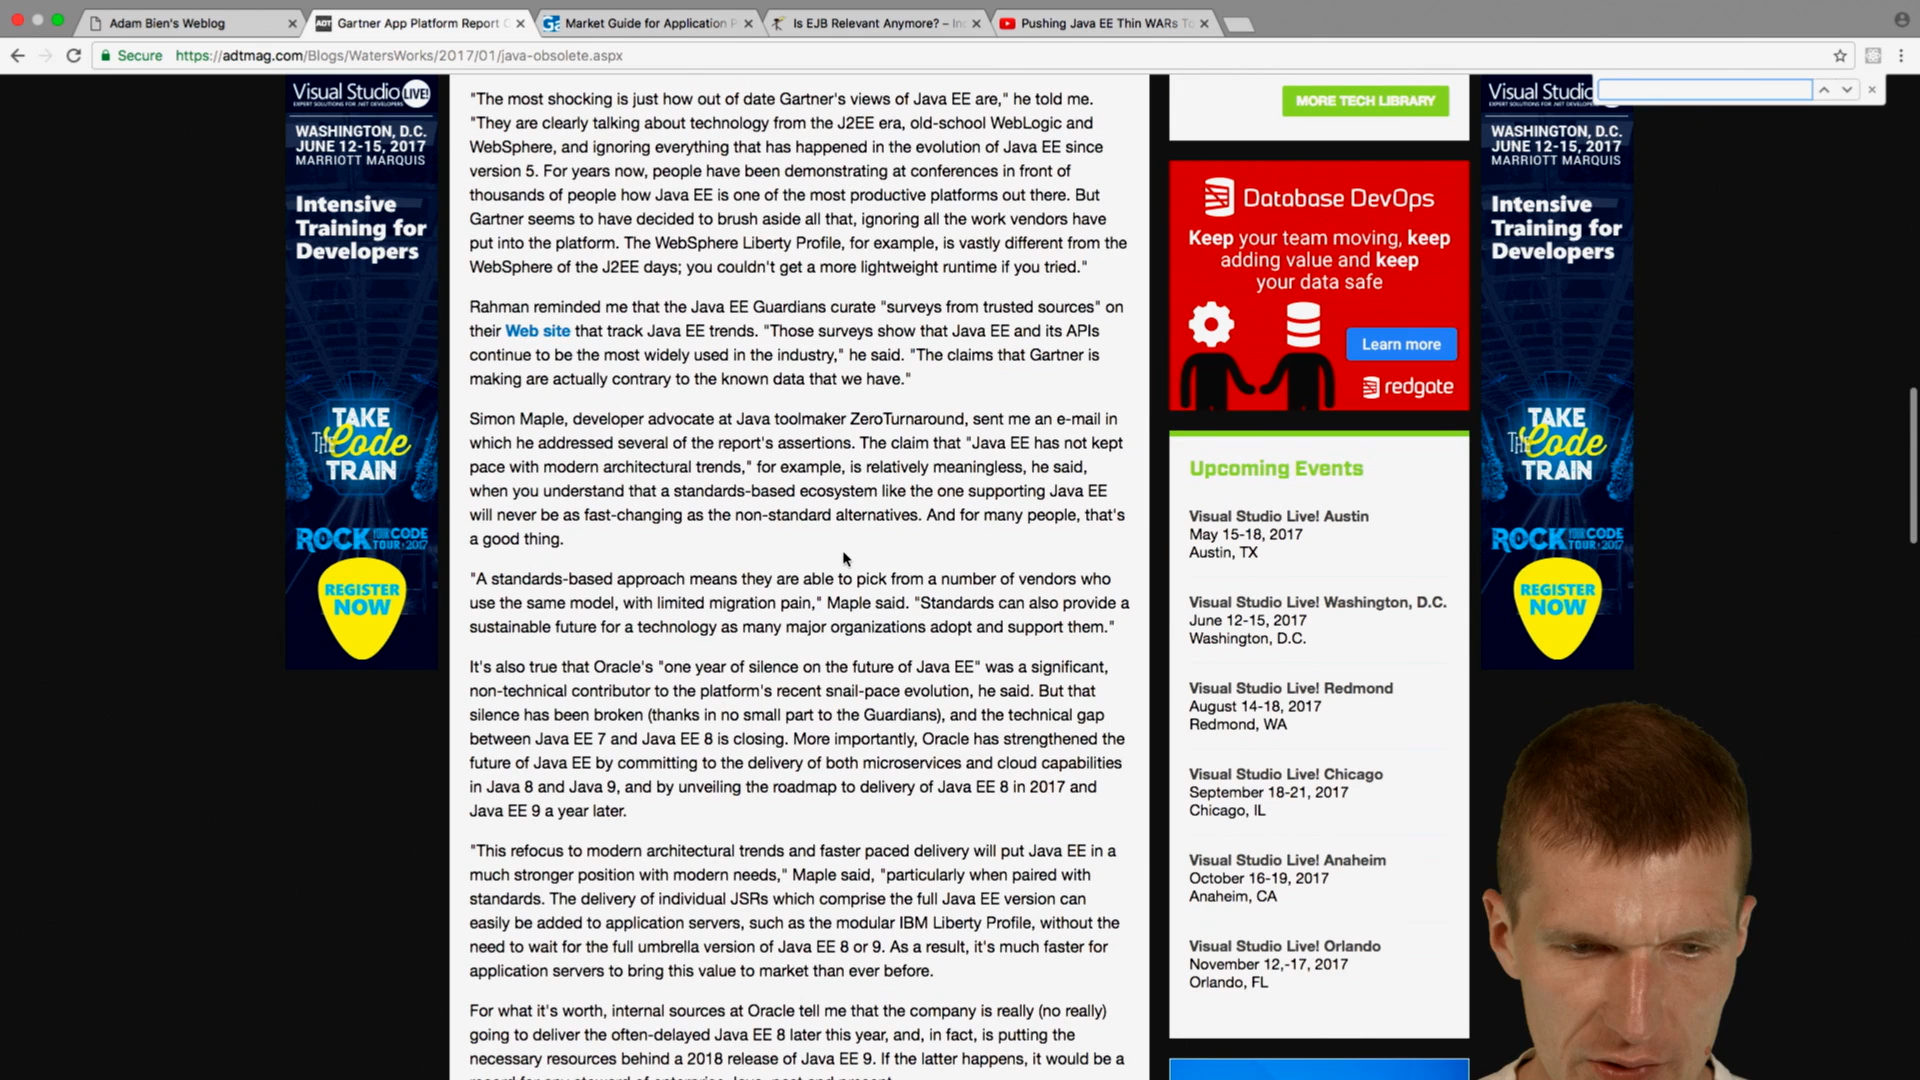 Adam Bien's Weblog
Gartner App Platform Report
Market Guide for Application
Is EJB Relevant Anymore? –
Pushing Java EE Thin WARs
Secure https://adtmag.com/Blogs/WatersWorks/2017/01/java-obsolete.aspx
Visual Studio LIVE!
EXPERT SOLUTIONS FOR .NET DEVELOPERS
WASHINGTON, D.C.
JUNE 12-15, 2017
MARRIOTT MARQUIS
Intensive
Training for
Developers
TAKE
THE Code
TRAIN
ROCK YOUR CODE
TOUR 2017
REGISTER
NOW
"The most shocking is just how out of date Gartner's views of Java EE are," he told me.
"They are clearly talking about technology from the J2EE era, old-school WebLogic and
WebSphere, and ignoring everything that has happened in the evolution of Java EE since
version 5. For years now, people have been demonstrating at conferences in front of
thousands of people how Java EE is one of the most productive platforms out there. But
Gartner seems to have decided to brush aside all that, ignoring all the work vendors have
put into the platform. The WebSphere Liberty Profile, for example, is vastly different from the
WebSphere of the J2EE days; you couldn't get a more lightweight runtime if you tried."
Rahman reminded me that the Java EE Guardians curate "surveys from trusted sources" on
their Web site that track Java EE trends. "Those surveys show that Java EE and its APIs
continue to be the most widely used in the industry," he said. "The claims that Gartner is
making are actually contrary to the known data that we have."
Simon Maple, developer advocate at Java toolmaker ZeroTurnaround, sent me an e-mail in
which he addressed several of the report's assertions. The claim that "Java EE has not kept
pace with modern architectural trends," for example, is relatively meaningless, he said,
when you understand that a standards-based ecosystem like the one supporting Java EE
will never be as fast-changing as the non-standard alternatives. And for many people, that's
a good thing.
"A standards-based approach means they are able to pick from a number of vendors who
use the same model, with limited migration pain," Maple said. "Standards can also provide a
sustainable future for a technology as many major organizations adopt and support them."
It's also true that Oracle's "one year of silence on the future of Java EE" was a significant,
non-technical contributor to the platform's recent snail-pace evolution, he said. But that
silence has been broken (thanks in no small part to the Guardians), and the technical gap
between Java EE 7 and Java EE 8 is closing. More importantly, Oracle has strengthened the
future of Java EE by committing to the delivery of both microservices and cloud capabilities
in Java 8 and Java 9, and by unveiling the roadmap to delivery of Java EE 8 in 2017 and
Java EE 9 a year later.
"This refocus to modern architectural trends and faster paced delivery will put Java EE in a
much stronger position with modern needs," Maple said, "particularly when paired with
standards. The delivery of individual JSRs which comprise the full Java EE version can
easily be added to application servers, such as the modular IBM Liberty Profile, without the
need to wait for the full umbrella version of Java EE 8 or 9. As a result, it's much faster for
application servers to bring this value to market than ever before.
For what it's worth, internal sources at Oracle tell me that the company is really (no really)
going to deliver the often-delayed Java EE 8 later this year, and, in fact, is putting the
necessary resources behind a 2018 release of Java EE 9. If the latter happens, it would be a
MORE TECH LIBRARY
Database DevOps
Keep your team moving, keep
adding value and keep
your data safe
Learn more
redgate
Upcoming Events
Visual Studio Live! Austin
May 15-18, 2017
Austin, TX
Visual Studio Live! Washington, D.C.
June 12-15, 2017
Washington, D.C.
Visual Studio Live! Redmond
August 14-18, 2017
Redmond, WA
Visual Studio Live! Chicago
September 18-21, 2017
Chicago, IL
Visual Studio Live! Anaheim
October 16-19, 2017
Anaheim, CA
Visual Studio Live! Orlando
November 12,-17, 2017
Orlando, FL
Visual Studio
EXPERT SOLUTIONS FOR .NET DEVELOPERS
WASHINGTON, D.C.
JUNE 12-15, 2017
MARRIOTT MARQUIS
Intensive
Training for
Developers
TAKE
THE Code
TRAIN
ROCK YOUR CODE
TOUR 2017
REGISTER
NOW